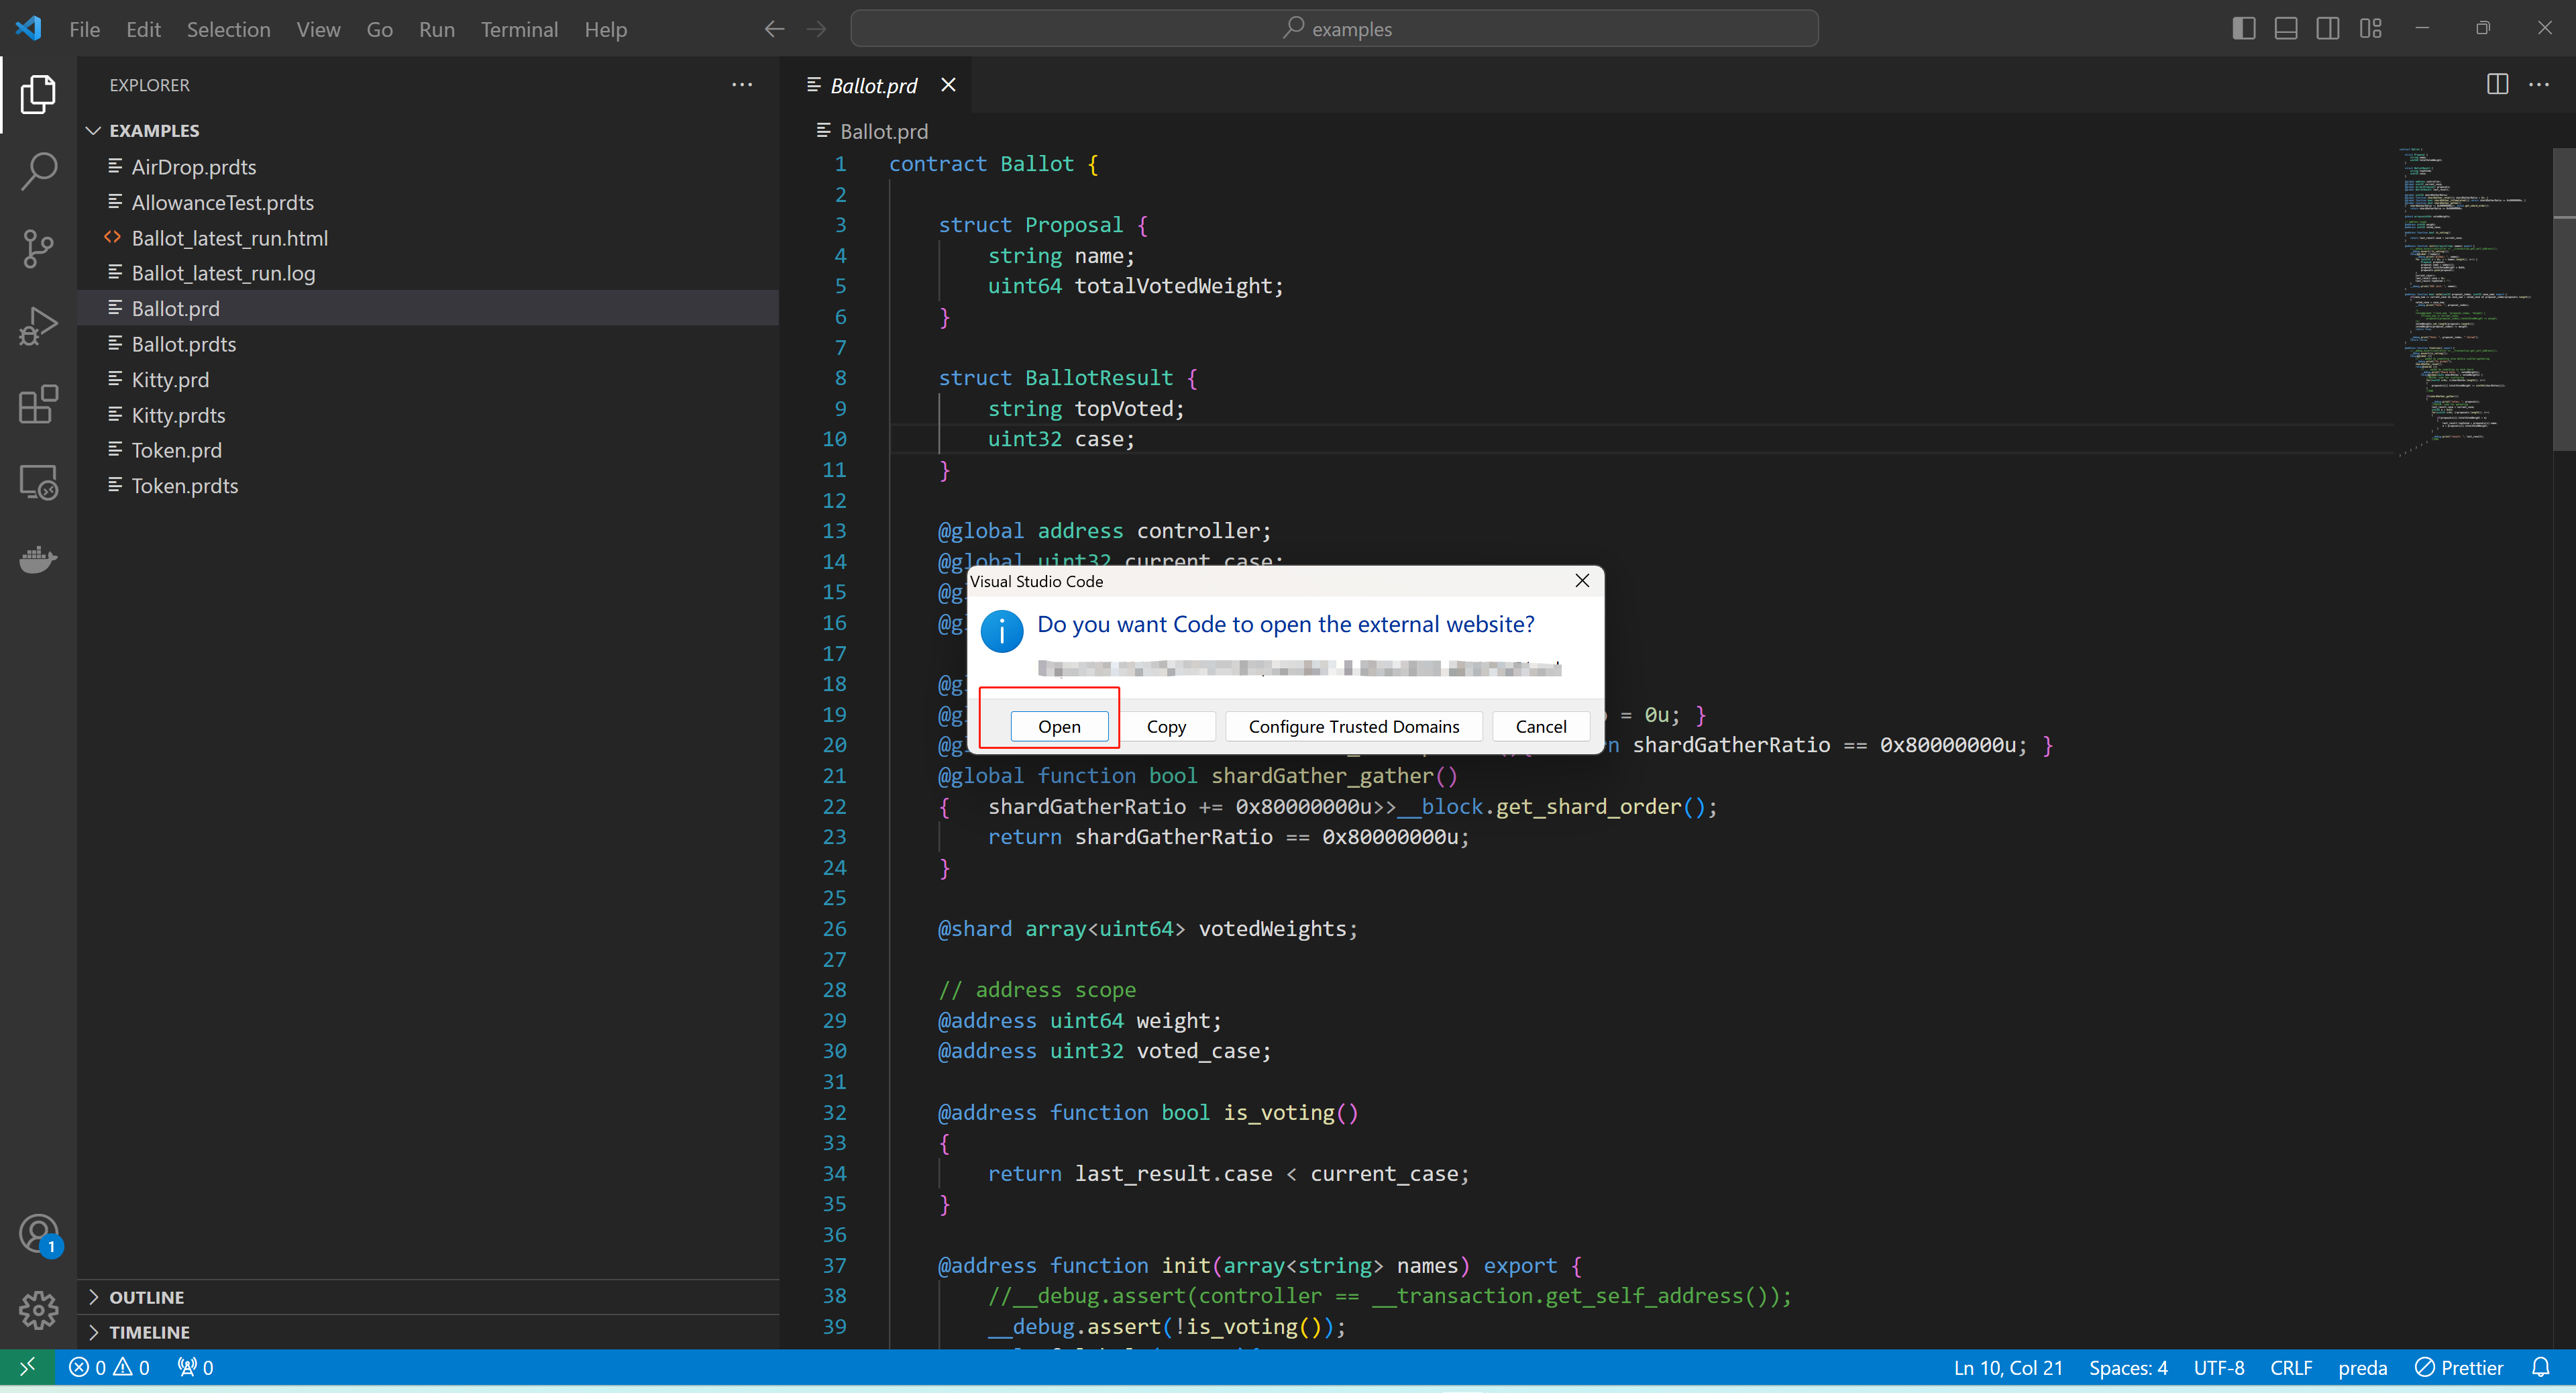 File Edit Selection View Go Run Terminal Help
examples
EXPLORER
EXAMPLES
AirDrop.prdts
AllowanceTest.prdts
Ballot_latest_run.html
Ballot_latest_run.log
Ballot.prd
Ballot.prdts
Kitty.prd
Kitty.prdts
Token.prd
Token.prdts
OUTLINE
TIMELINE
1
Ballot.prd
Ballot.prd
1 contract Ballot {
2
3 struct Proposal {
4 string name;
5 uint64 totalVotedWeight;
6 }
7
8 struct BallotResult {
9 string topVoted;
10 uint32 case;
11 }
12
13 @global address controller;
14 @global uint32 current_case;
15 @g
16 @g
17
18 @g
19 @g = 0u; }
20 @g n shardGatherRatio == 0x80000000u; }
21 @global function bool shardGather_gather()
22 { shardGatherRatio += 0x80000000u>>__block.get_shard_order();
23 return shardGatherRatio == 0x80000000u;
24 }
25
26 @shard array<uint64> votedWeights;
27
28 // address scope
29 @address uint64 weight;
30 @address uint32 voted_case;
31
32 @address function bool is_voting()
33 {
34 return last_result.case < current_case;
35 }
36
37 @address function init(array<string> names) export {
38 //__debug.assert(controller == __transaction.get_self_address());
39 __debug.assert(!is_voting());
Visual Studio Code
Do you want Code to open the external website?
Open Copy Configure Trusted Domains Cancel
0 0 0
Ln 10, Col 21 Spaces: 4 UTF-8 CRLF preda Prettier